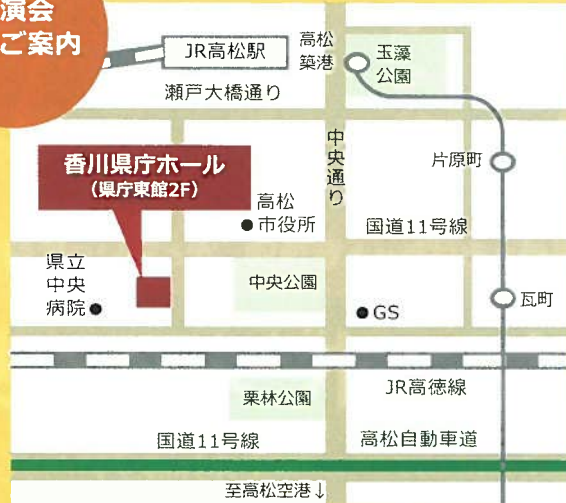 演会
ご案内
JR高松駅
高松
築港
玉藻
公園
瀬戸大橋通り
中央通り
片原町
香川県庁ホール
（県庁東館2F）
高松
市役所
国道11号線
県立
中央
病院
中央公園
GS
瓦町
JR高徳線
栗林公園
国道11号線
高松自動車道
至高松空港↓